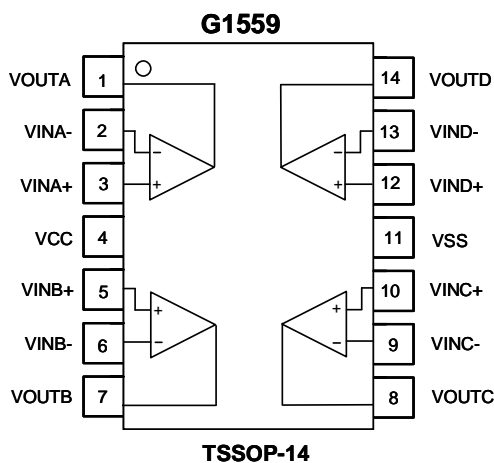 G1559
VOUTA 1 14 VOUTD
VINA- 2 - - 13 VIND-
VINA+ 3 + + 12 VIND+
VCC 4 11 VSS
VINB+ 5 + + 10 VINC+
VINB- 6 - - 9 VINC-
VOUTB 7 8 VOUTC
TSSOP-14